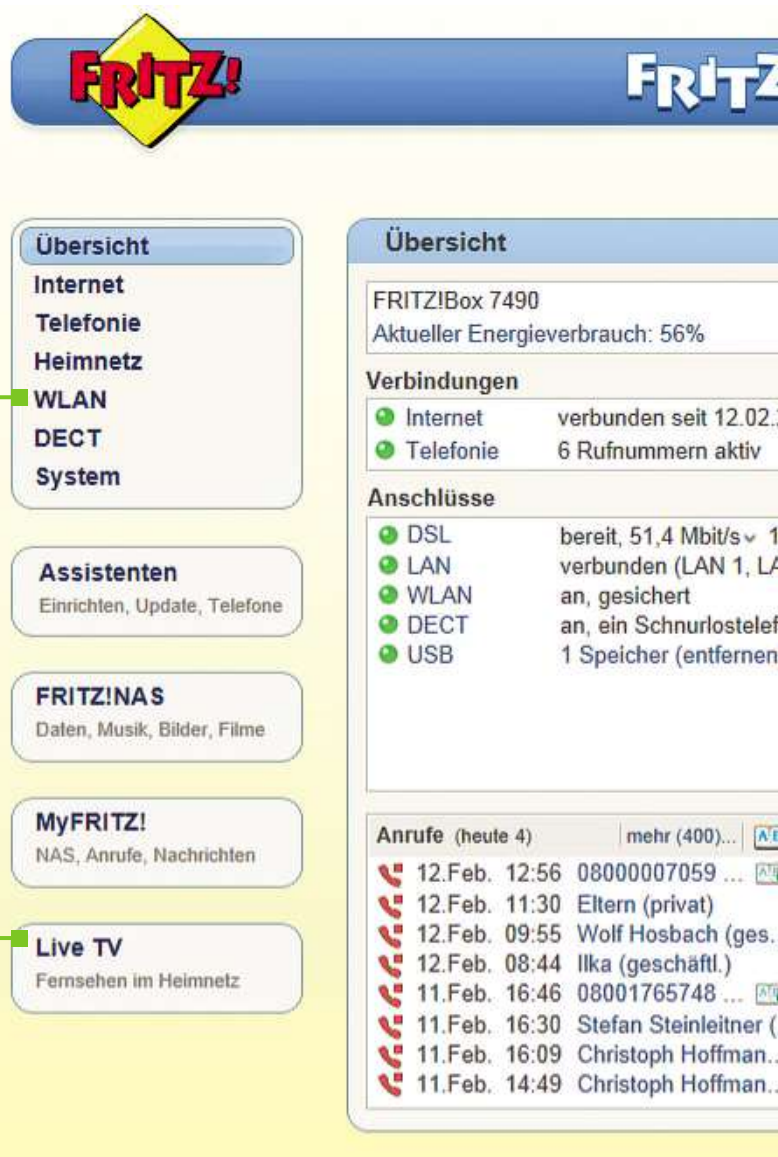 FRITZ!
FRITZ
Übersicht
Internet
Telefonie
Heimnetz
WLAN
DECT
System
Assistenten
Einrichten, Update, Telefone
FRITZ!NAS
Daten, Musik, Bilder, Filme
MyFRITZ!
NAS, Anrufe, Nachrichten
Live TV
Fernsehen im Heimnetz
Übersicht
FRITZ!Box 7490
Aktueller Energieverbrauch: 56%
Verbindungen
Internet verbunden seit 12.02.
Telefonie 6 Rufnummern aktiv
Anschlüsse
DSL bereit, 51,4 Mbit/s 1
LAN verbunden (LAN 1, LA
WLAN an, gesichert
DECT an, ein Schnurlostelef
USB 1 Speicher (entfernen
Anrufe (heute 4) mehr (400)...
12.Feb. 12:56 08000007059 ...
12.Feb. 11:30 Eltern (privat)
12.Feb. 09:55 Wolf Hosbach (ges.
12.Feb. 08:44 Ilka (geschäftl.)
11.Feb. 16:46 08001765748 ...
11.Feb. 16:30 Stefan Steinleitner (
11.Feb. 16:09 Christoph Hoffman..
11.Feb. 14:49 Christoph Hoffman..